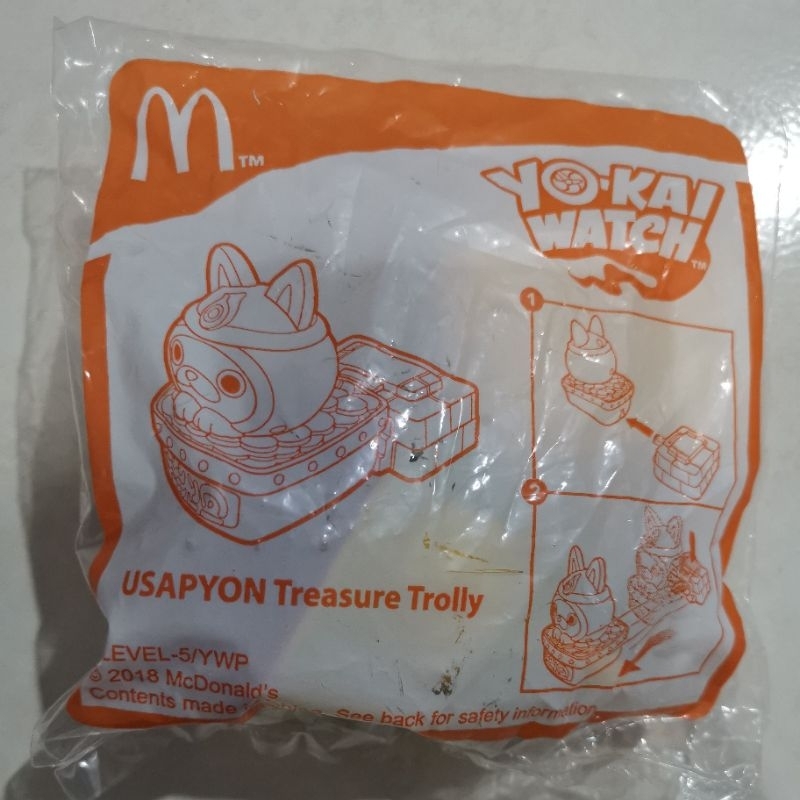 M™
YO-KAI
WATCH™
1
2
USAPYON Treasure Trolly
LEVEL-5/YWP
© 2018 McDonald's
Contents made
See back for safety information